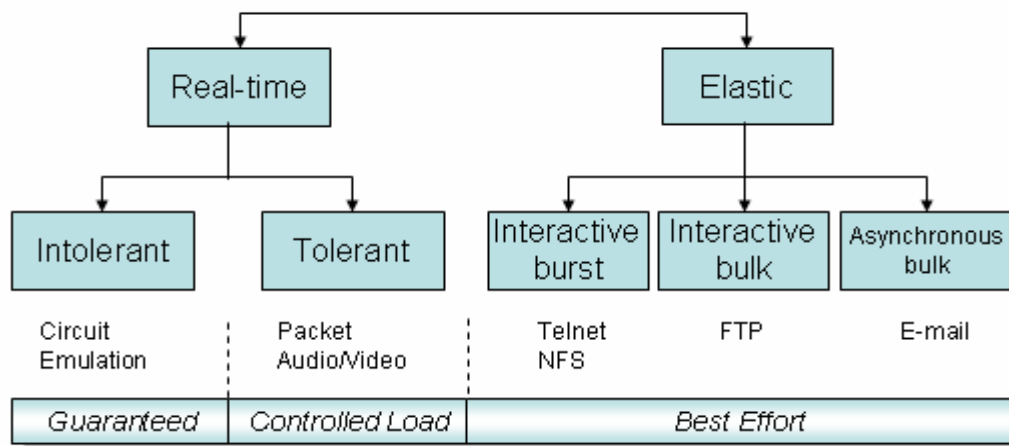 Real-time
Elastic
Intolerant
Tolerant
Interactive
burst
Interactive
bulk
Asynchronous
bulk
Circuit
Emulation
Packet
Audio/Video
Telnet
NFS
FTP
E-mail
Guaranteed
Controlled Load
Best Effort